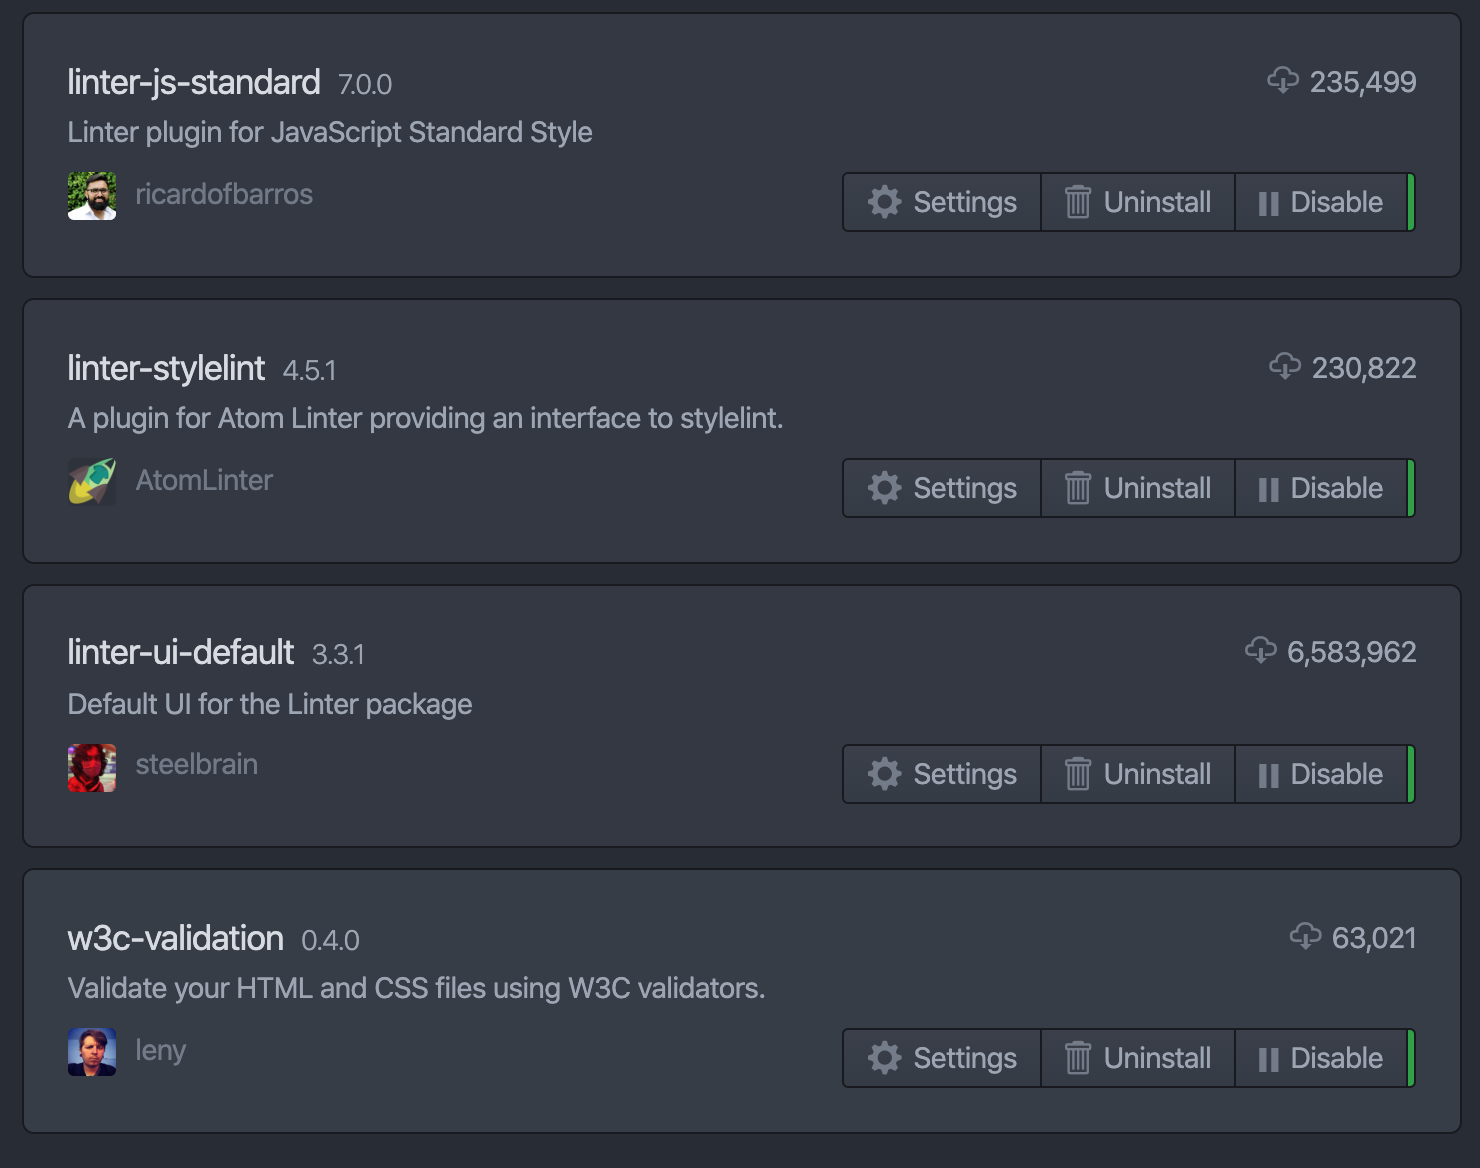 linter-js-standard 7.0.0 235,499
Linter plugin for JavaScript Standard Style
ricardofbarros Settings Uninstall Disable
linter-stylelint 4.5.1 230,822
A plugin for Atom Linter providing an interface to stylelint.
AtomLinter Settings Uninstall Disable
linter-ui-default 3.3.1 6,583,962
Default UI for the Linter package
steelbrain Settings Uninstall Disable
w3c-validation 0.4.0 63,021
Validate your HTML and CSS files using W3C validators.
leny Settings Uninstall Disable